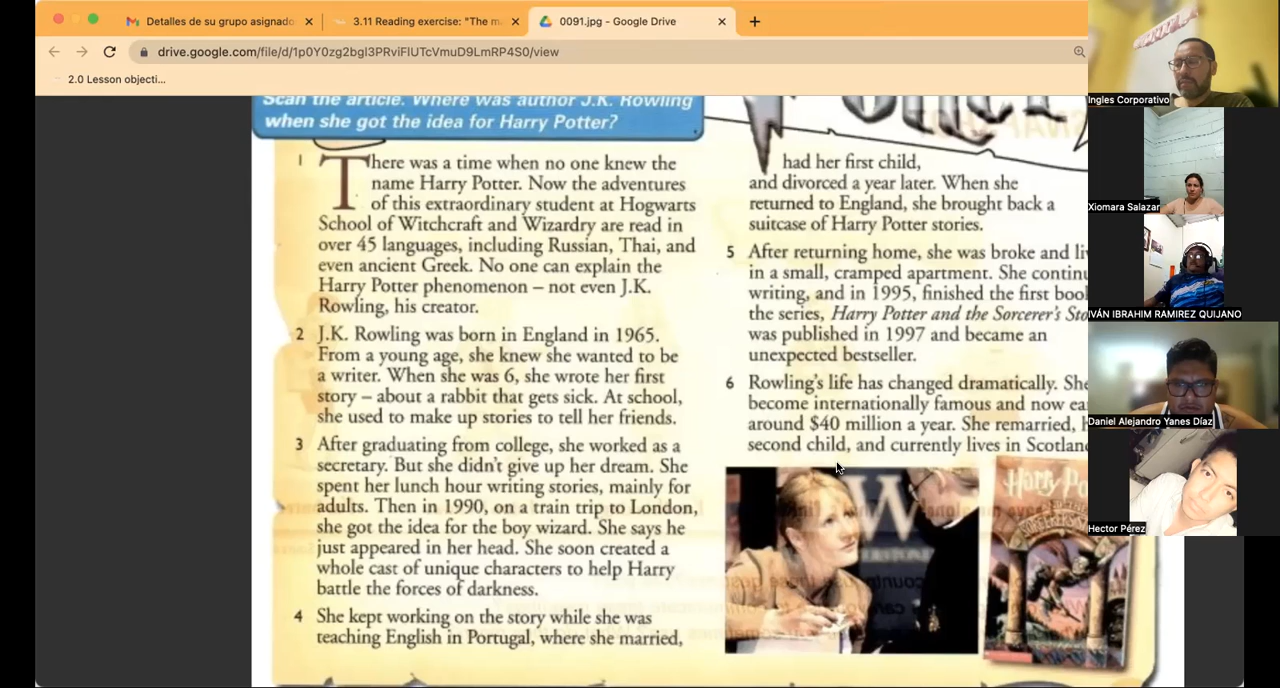 Detalles de su grupo asignado
3.11 Reading exercise: "The m
0091.jpg - Google Drive
drive.google.com/file/d/1p0Y0zg2bgl3PRviFlUTcVmuD9LmRP4S0/view
2.0 Lesson objecti...
Scan the article. Where was author J.K. Rowling
when she got the idea for Harry Potter?
1 There was a time when no one knew the
name Harry Potter. Now the adventures
of this extraordinary student at Hogwarts
School of Witchcraft and Wizardry are read in
over 45 languages, including Russian, Thai, and
even ancient Greek. No one can explain the
Harry Potter phenomenon – not even J.K.
Rowling, his creator.
2 J.K. Rowling was born in England in 1965.
From a young age, she knew she wanted to be
a writer. When she was 6, she wrote her first
story – about a rabbit that gets sick. At school,
she used to make up stories to tell her friends.
3 After graduating from college, she worked as a
secretary. But she didn't give up her dream. She
spent her lunch hour writing stories, mainly for
adults. Then in 1990, on a train trip to London,
she got the idea for the boy wizard. She says he
just appeared in her head. She soon created a
whole cast of unique characters to help Harry
battle the forces of darkness.
4 She kept working on the story while she was
teaching English in Portugal, where she married,
had her first child,
and divorced a year later. When she
returned to England, she brought back a
suitcase of Harry Potter stories.
5 After returning home, she was broke and li
in a small, cramped apartment. She contin
writing, and in 1995, finished the first boo
the series, Harry Potter and the Sorcerer's Sto
was published in 1997 and became an
unexpected bestseller.
6 Rowling's life has changed dramatically. She
become internationally famous and now ea
around $40 million a year. She remarried,
second child, and currently lives in Scotlan
Harry Po
W
Ingles Corporativo
Xiomara Salazar
IVÁN IBRAHIM RAMIREZ QUIJANO
Daniel Alejandro Yanes Díaz
Hector Pérez